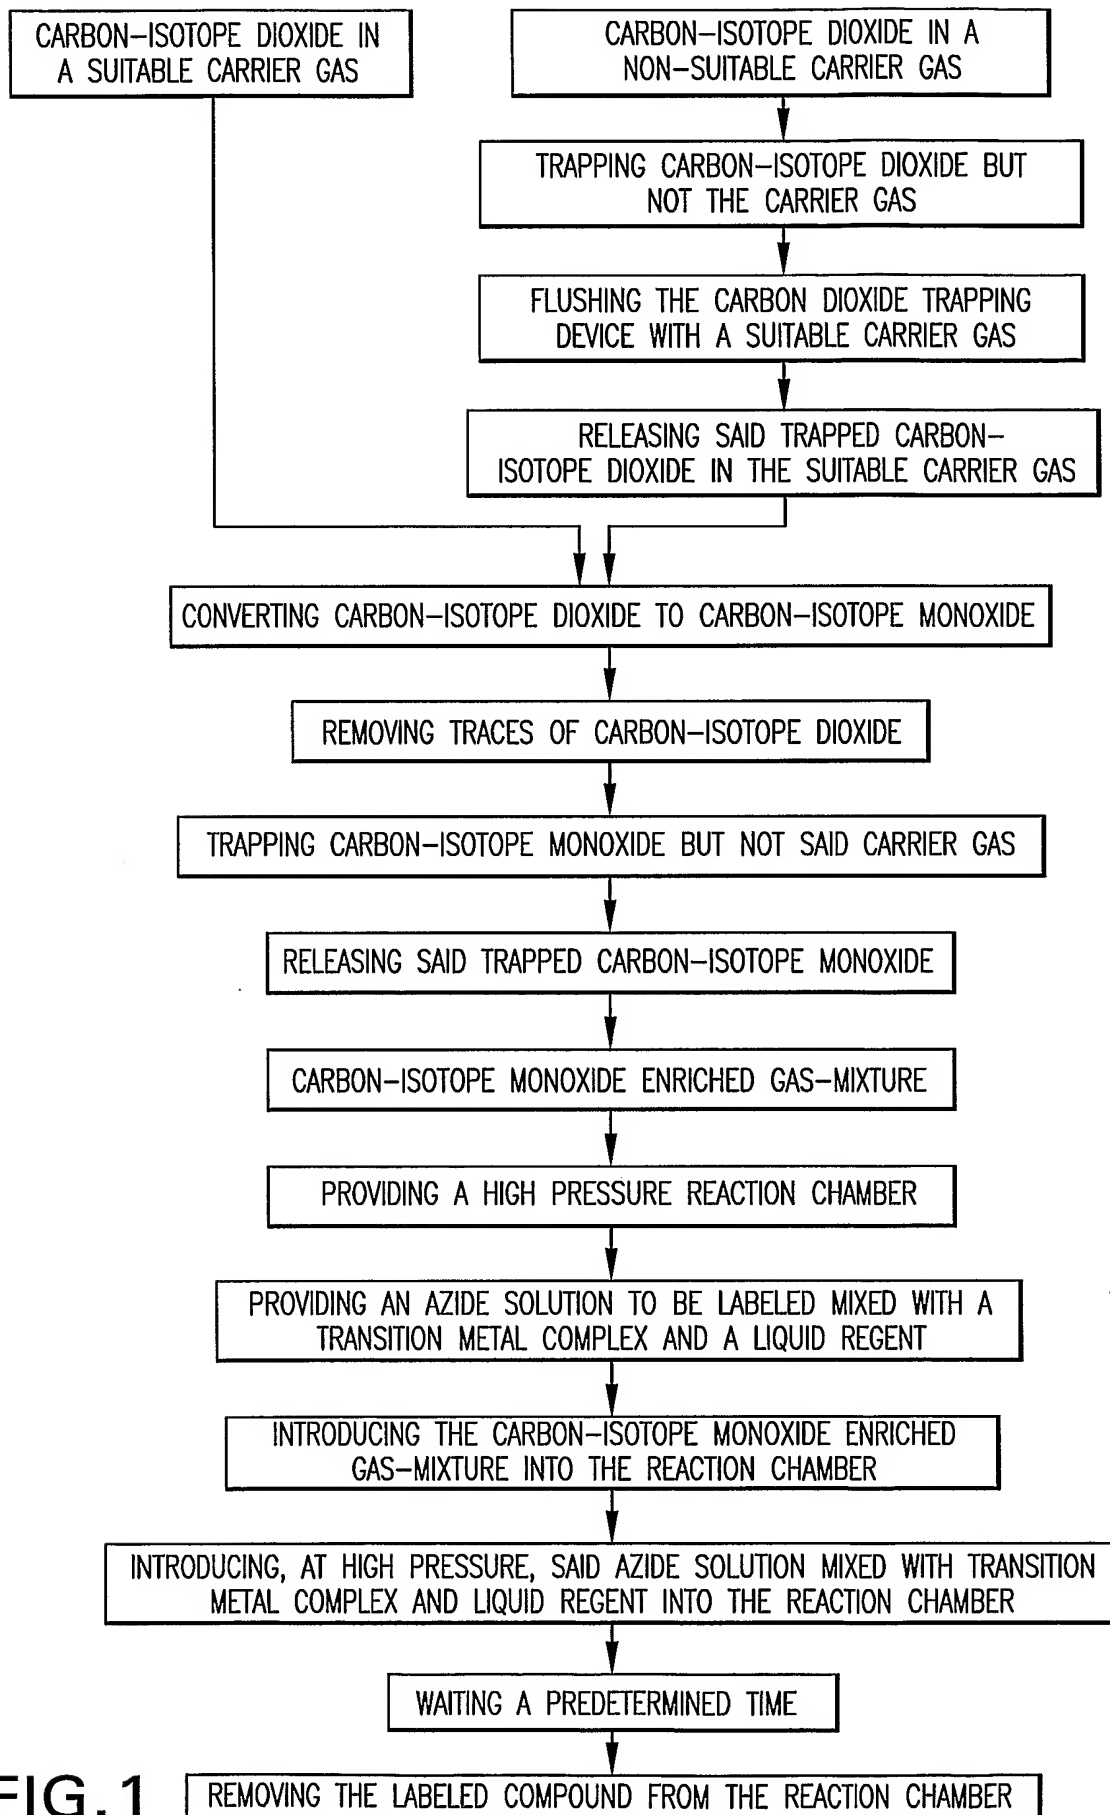 CARBON-ISOTOPE DIOXIDE IN
A SUITABLE CARRIER GAS
CARBON-ISOTOPE DIOXIDE IN A
NON-SUITABLE CARRIER GAS
TRAPPING CARBON-ISOTOPE DIOXIDE BUT
NOT THE CARRIER GAS
FLUSHING THE CARBON DIOXIDE TRAPPING
DEVICE WITH A SUITABLE CARRIER GAS
RELEASING SAID TRAPPED CARBON-
ISOTOPE DIOXIDE IN THE SUITABLE CARRIER GAS
CONVERTING CARBON-ISOTOPE DIOXIDE TO CARBON-ISOTOPE MONOXIDE
REMOVING TRACES OF CARBON-ISOTOPE DIOXIDE
TRAPPING CARBON-ISOTOPE MONOXIDE BUT NOT SAID CARRIER GAS
RELEASING SAID TRAPPED CARBON-ISOTOPE MONOXIDE
CARBON-ISOTOPE MONOXIDE ENRICHED GAS-MIXTURE
PROVIDING A HIGH PRESSURE REACTION CHAMBER
PROVIDING AN AZIDE SOLUTION TO BE LABELED MIXED WITH A
TRANSITION METAL COMPLEX AND A LIQUID REGENT
INTRODUCING THE CARBON-ISOTOPE MONOXIDE ENRICHED
GAS-MIXTURE INTO THE REACTION CHAMBER
INTRODUCING, AT HIGH PRESSURE, SAID AZIDE SOLUTION MIXED WITH TRANSITION
METAL COMPLEX AND LIQUID REGENT INTO THE REACTION CHAMBER
WAITING A PREDETERMINED TIME
REMOVING THE LABELED COMPOUND FROM THE REACTION CHAMBER
FIG.1